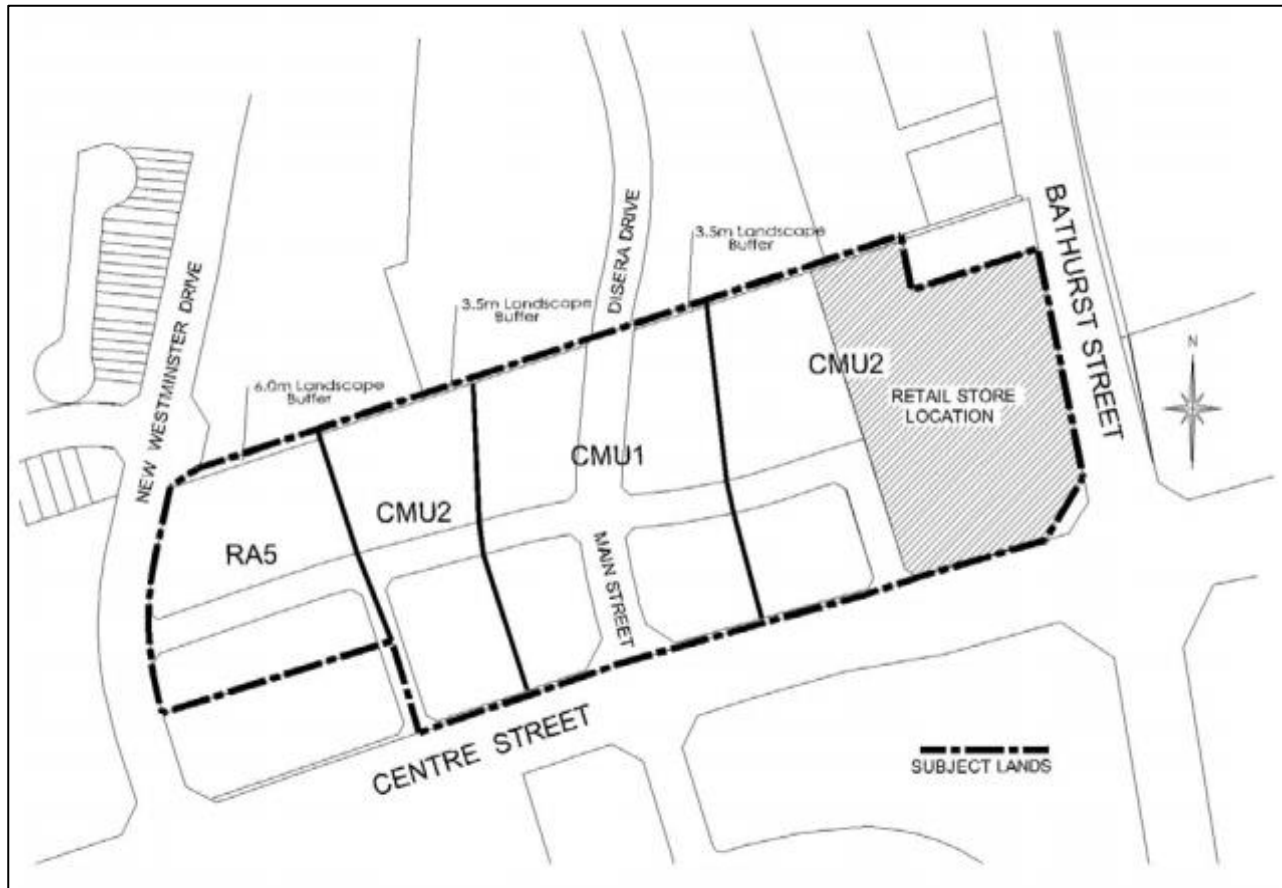 BATHURST STREET
N
DISERA DRIVE
3.5m Landscape
Buffer
NEW WESTMINSTER DRIVE
3.5m Landscape
Buffer
6.0m Landscape
Buffer
CMU2
RETAIL STORE
LOCATION
CMU1
CMU2
RA5
MAIN STREET
CENTRE STREET
SUBJECT LANDS